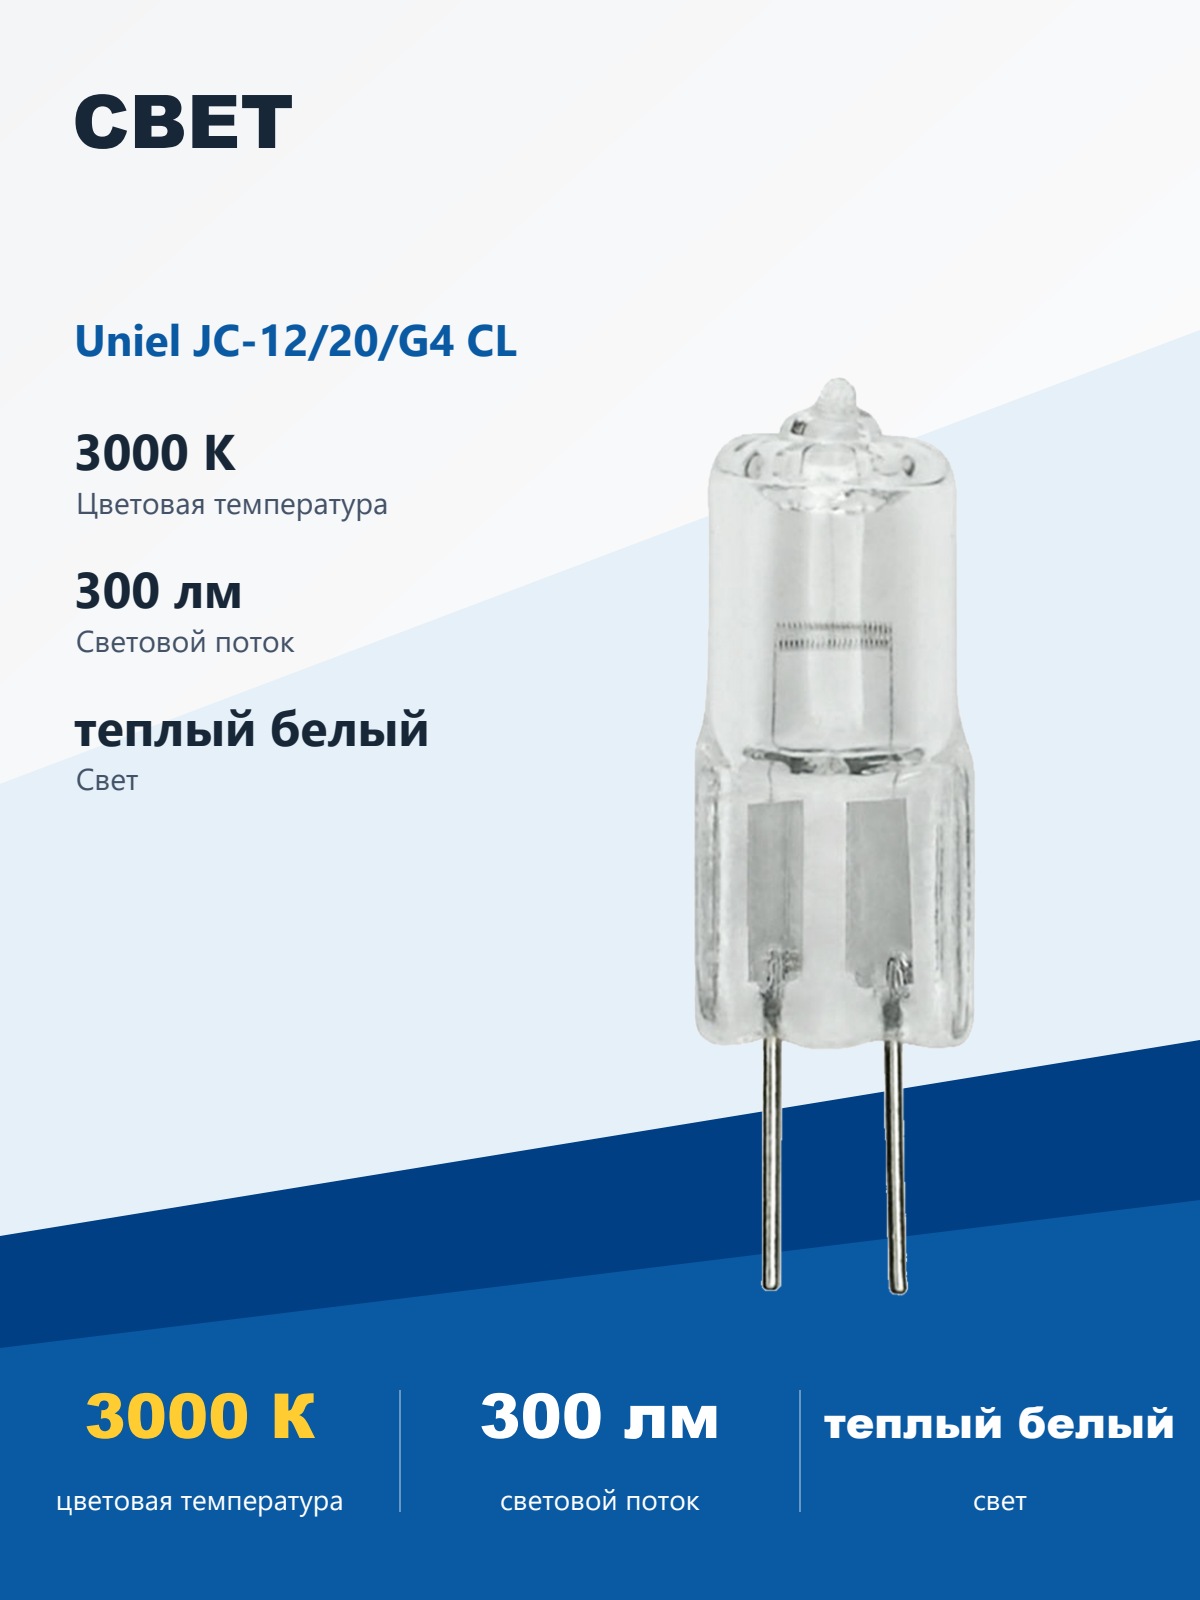 СВЕТ
Uniel JC-12/20/G4 CL
3000 К
Цветовая температура
300 лм
Световой поток
теплый белый
Свет
3000 К
цветовая температура
300 лм
световой поток
теплый белый
свет